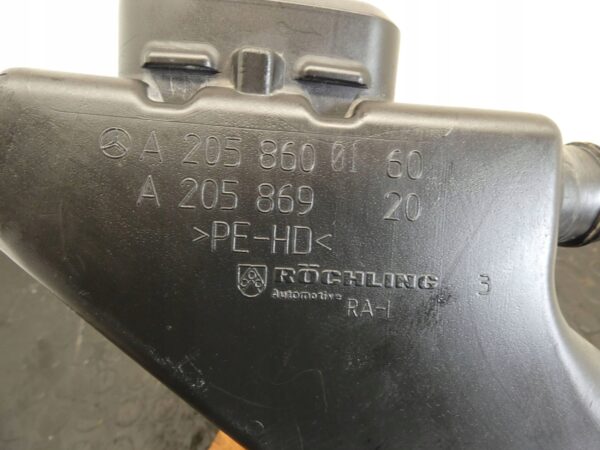 A 205 860 01 60
A 205 869 20
>PE-HD<
RÖCHLING 3
Automotive
RA-I